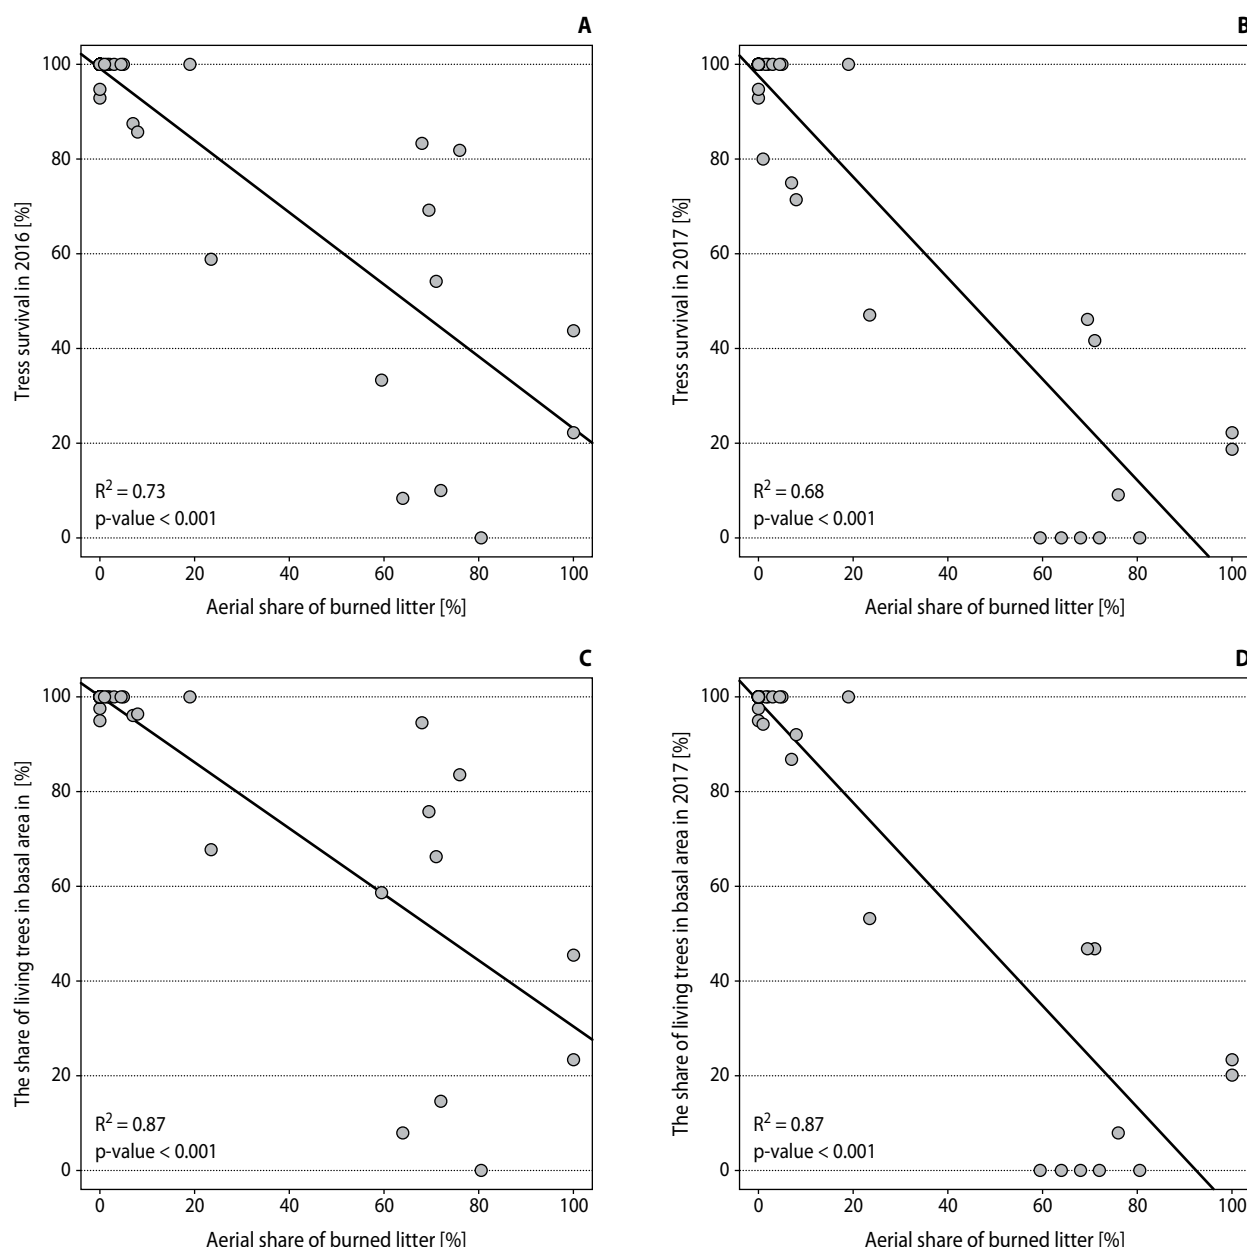 A
100
80
60
40
20
0
Tress survival in 2016 [%]
R2 = 0.73
p-value < 0.001
0 20 40 60 80 100
Aerial share of burned litter [%]
B
100
80
60
40
20
0
Tress survival in 2017 [%]
R2 = 0.68
p-value < 0.001
0 20 40 60 80 100
Aerial share of burned litter [%]
C
100
80
60
40
20
0
The share of living trees in basal area in [%]
R2 = 0.87
p-value < 0.001
0 20 40 60 80 100
Aerial share of burned litter [%]
D
100
80
60
40
20
0
The share of living trees in basal area in 2017 [%]
R2 = 0.87
p-value < 0.001
0 20 40 60 80 100
Aerial share of burned litter [%]